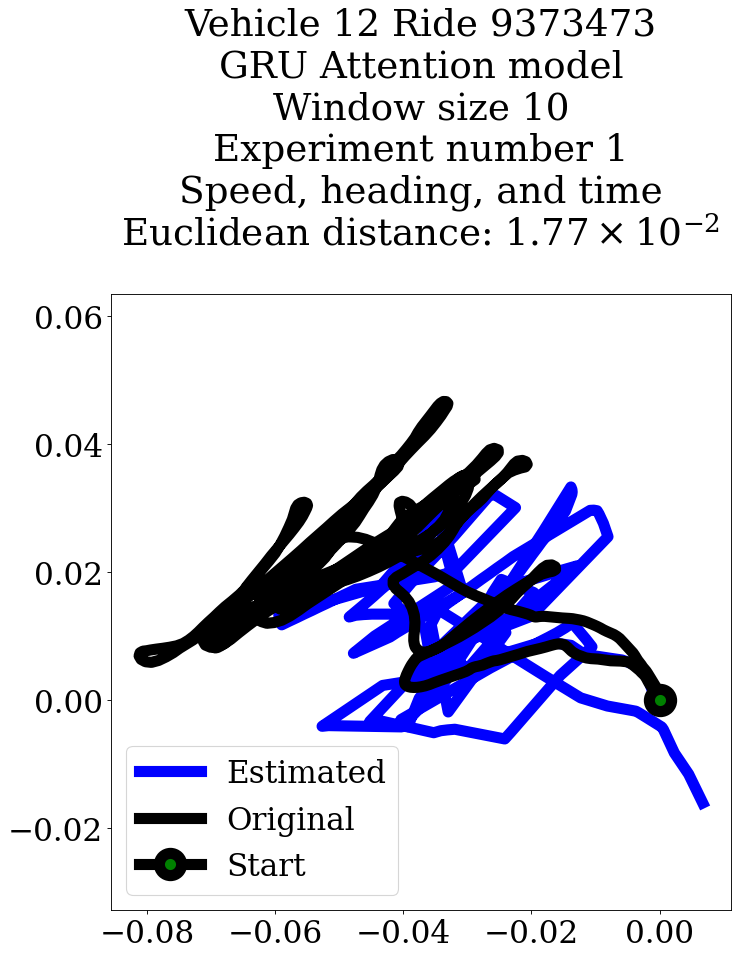 Vehicle 12 Ride 9373473
GRU Attention model
Window size 10
Experiment number 1
Speed, heading, and time
Euclidean distance: 1.77 × 10⁻²
0.06
0.04
0.02
0.00
−0.02
Estimated
Original
Start
−0.08 −0.06 −0.04 −0.02 0.00